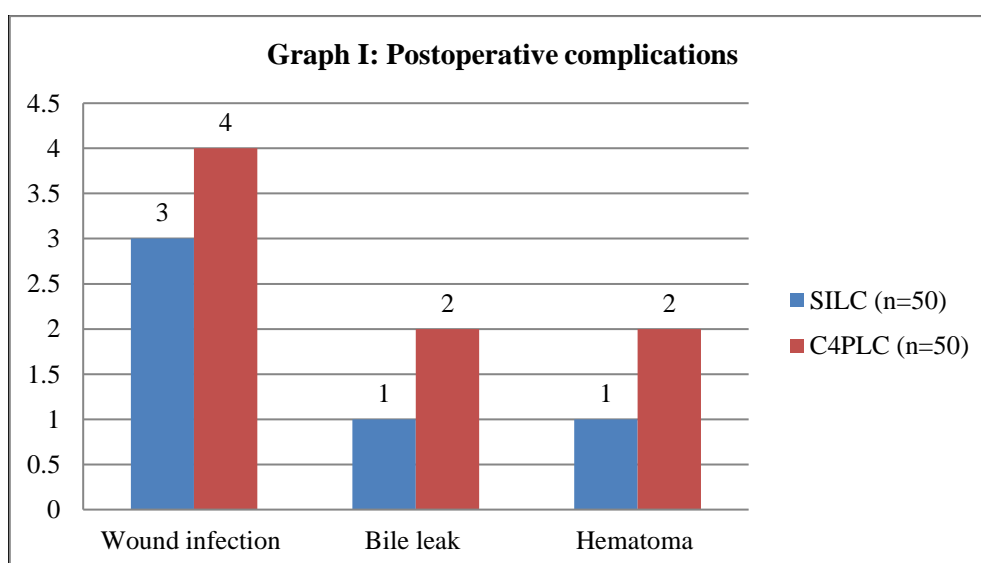 Graph I: Postoperative complications
4.5
4
3.5
3
2.5
2
1.5
1
0.5
0
3
4
1
2
1
2
Wound infection
Bile leak
Hematoma
SILC (n=50)
C4PLC (n=50)